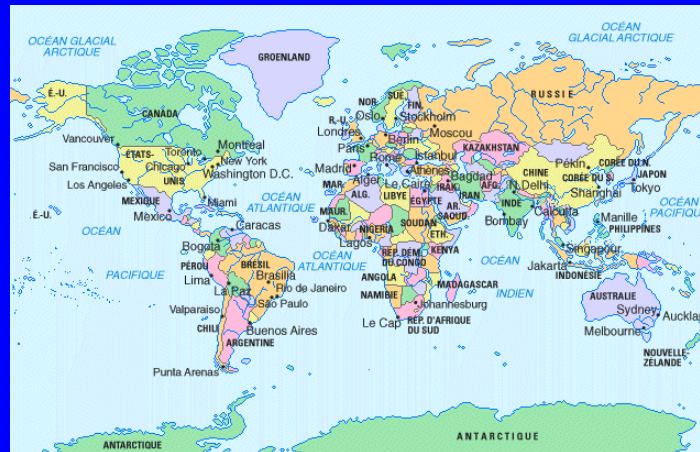 OCÉAN GLACIAL
ARCTIQUE
OCÉAN
GLACIAL ARCTIQUE
GROENLAND
É.-U.
CANADA
RUSSIE
NOR.
SUÈ.
FIN.
Oslo
Stockholm
R.-U.
Londres
Moscou
Berlin
Paris
KAZAKHSTAN
Vancouver
Montréal
ÉTATS-
UNIS
Toronto
Chicago
New York
Washington D.C.
San Francisco
Los Angeles
Madrid
Rome
Istanbul
Athènes
Pékin
CORÉE DU N.
CORÉE DU S.
CHINE
JAPON
Tokyo
Shanghai
MAR.
Alger
Le Caire
Bagdad
IRAK
IRAN
AFG.
N.Delhi
ALG.
LIBYE
ÉGYPTE
AR.
SAOUD.
INDE
Calcutta
Bombay
Miami
MEXIQUE
Mexico
OCÉAN
ATLANTIQUE
É.-U.
OCÉAN
PACIFIQUE
OCÉAN
PACIFIQUE
MAUR.
Dakar
SOUDAN
NIGERIA
Lagos
ÉTH.
KENYA
Manille
PHILIPPINES
Caracas
Bogotá
OCÉAN
ATLANTIQUE
RÉP. DÉM.
DU CONGO
OCÉAN
INDIEN
Singapour
Jakarta
INDONÉSIE
PÉROU
Lima
BRÉSIL
Brasilia
La Paz
Rio de Janeiro
São Paulo
ANGOLA
NAMIBIE
MADAGASCAR
Johannesburg
Le Cap
RÉP. D'AFRIQUE
DU SUD
AUSTRALIE
Sydney
Melbourne
Auckla
NOUVELLE-
ZÉLANDE
Valparaiso
CHILI
Buenos Aires
ARGENTINE
Punta Arenas
ANTARCTIQUE
ANTARCTIQUE